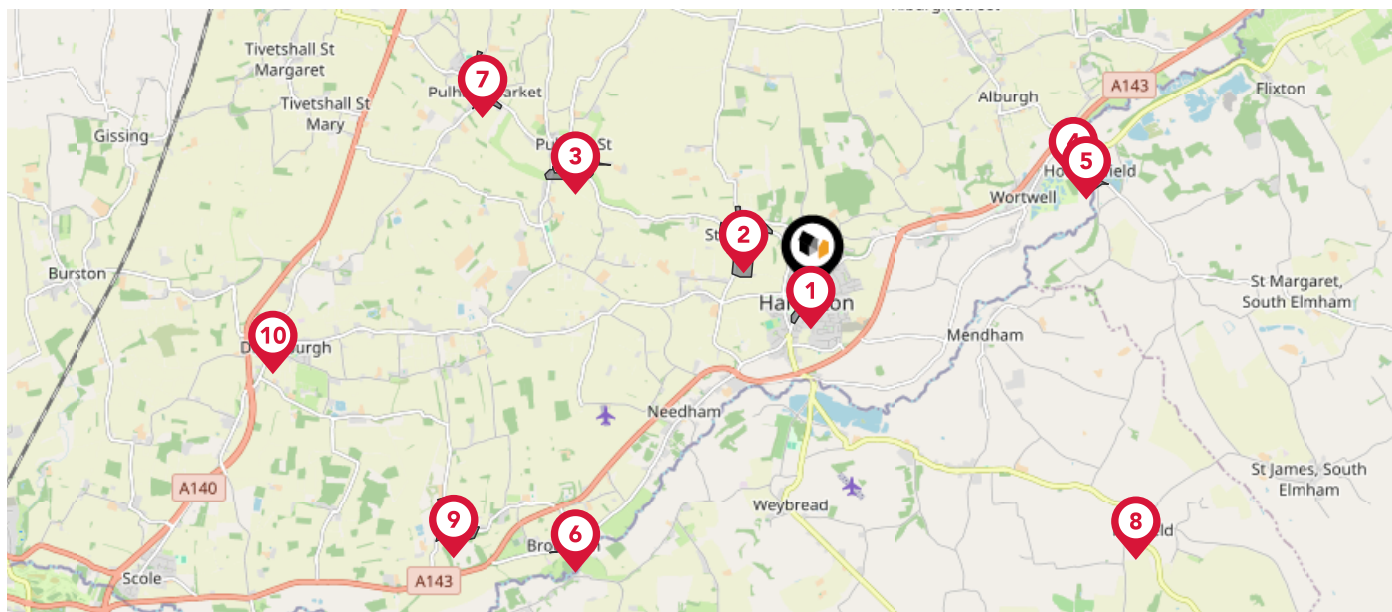 Tivetshall St
Margaret
7
A143
Flixton
Alburgh
Tivetshall St
Mary
Gissing
3
4
5
Wortwell
2
Burston
1
St Margaret,
South Elmham
10
Mendham
Needham
A140
St James, South
Elmham
Weybread
9
6
8
Scole
A143